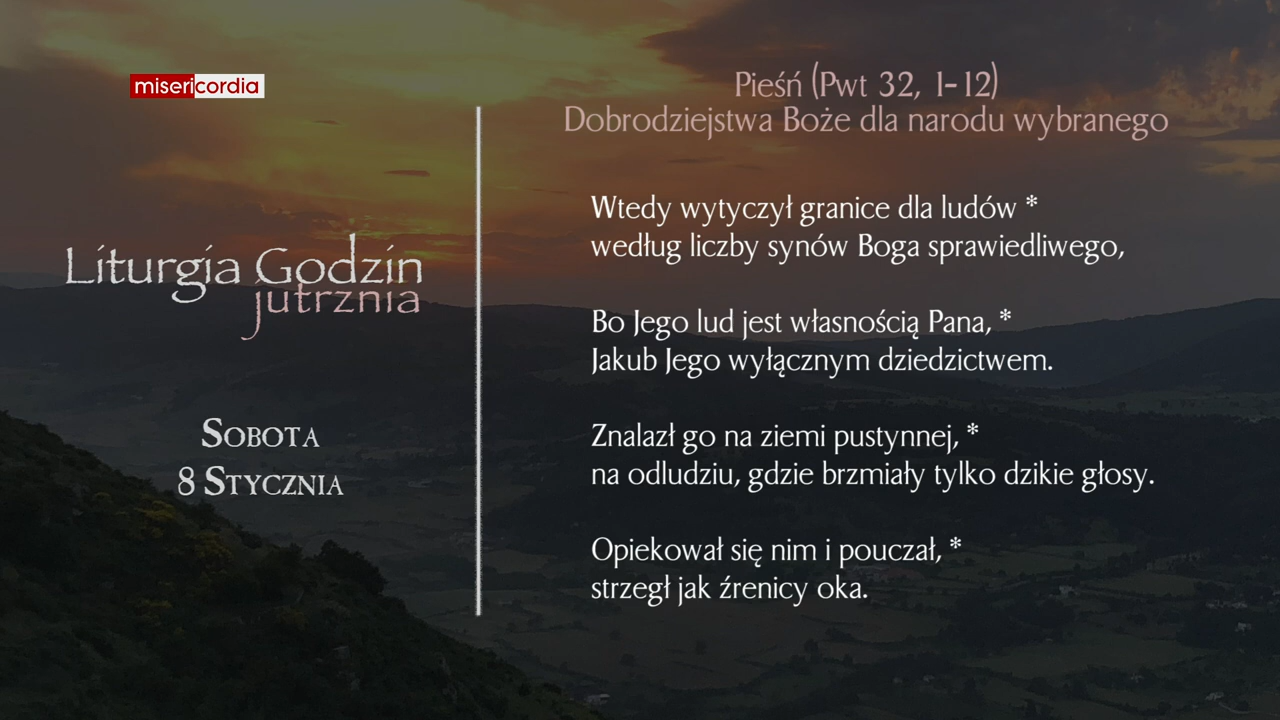 misericordia
Liturgia Godzin
jutrznia
Sobota
8 Stycznia
Pieśń (Pwt 32, 1-12)
Dobrodziejstwa Boże dla narodu wybranego
Wtedy wytyczył granice dla ludów *
według liczby synów Boga sprawiedliwego,
Bo Jego lud jest własnością Pana, *
Jakub Jego wyłącznym dziedzictwem.
Znalazł go na ziemi pustynnej, *
na odludziu, gdzie brzmiały tylko dzikie głosy.
Opiekował się nim i pouczał, *
strzegł jak źrenicy oka.